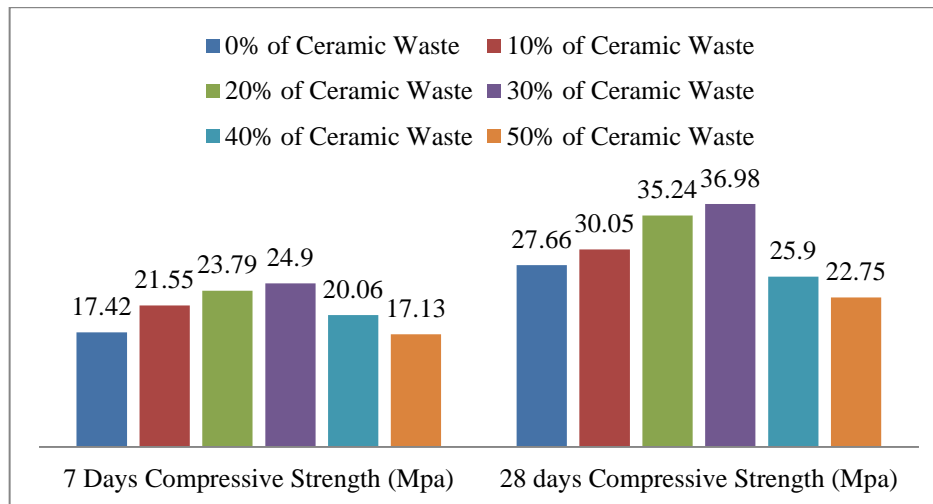 0% of Ceramic Waste 10% of Ceramic Waste
20% of Ceramic Waste 30% of Ceramic Waste
40% of Ceramic Waste 50% of Ceramic Waste
17.42 21.55 23.79 24.9 20.06 17.13
27.66 30.05 35.24 36.98 25.9 22.75
7 Days Compressive Strength (Mpa) 28 days Compressive Strength (Mpa)